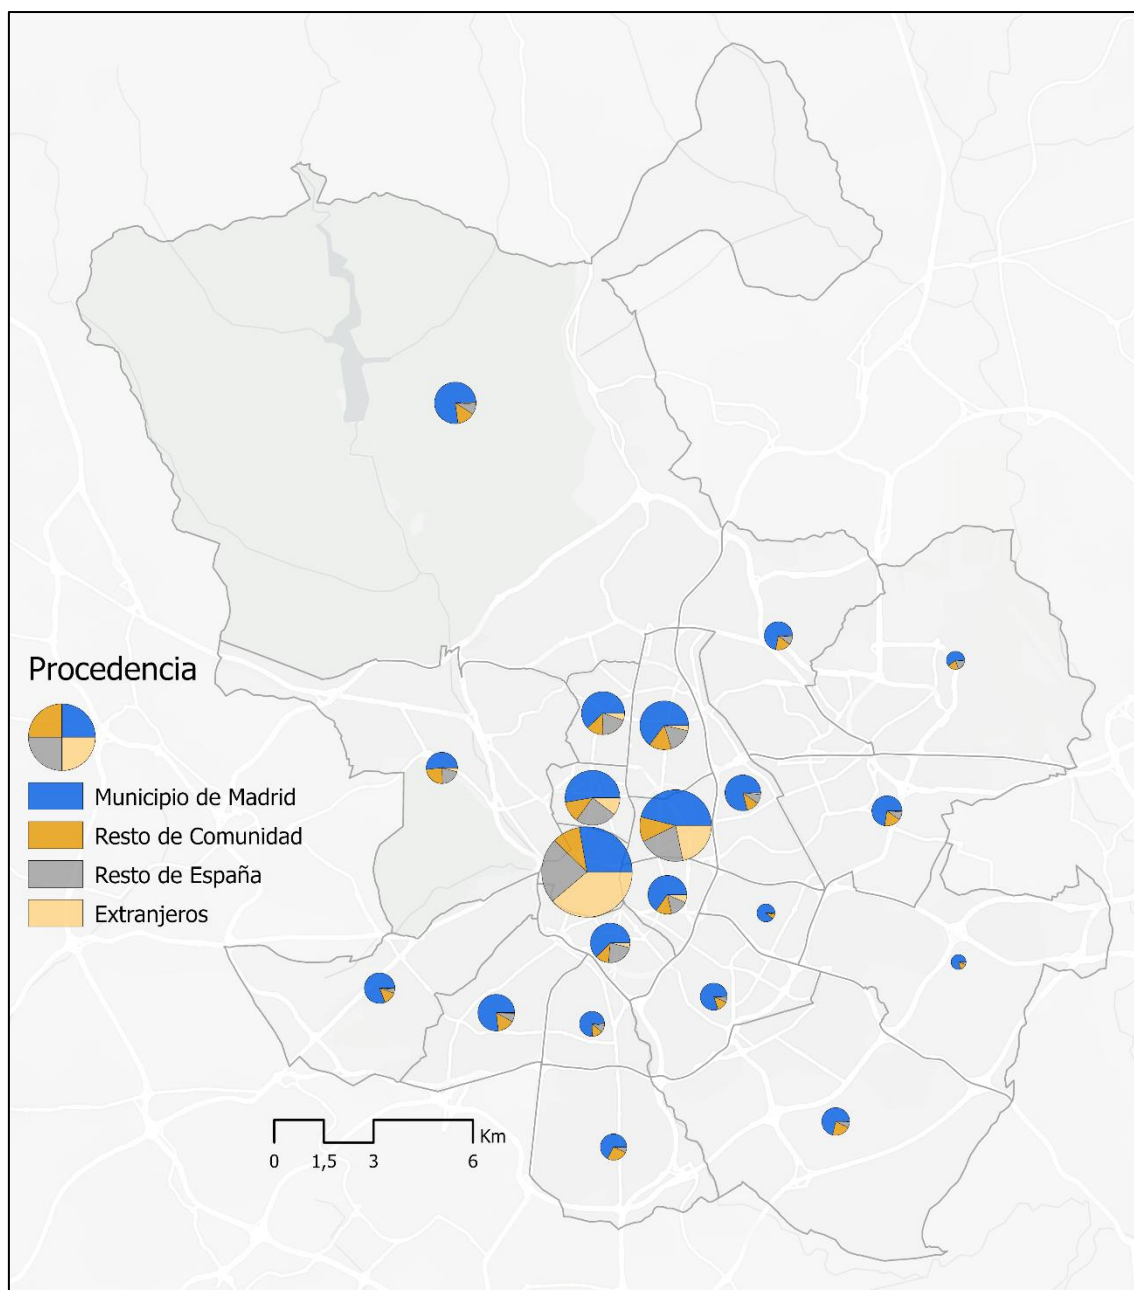 Procedencia
Municipio de Madrid
Resto de Comunidad
Resto de España
Extranjeros
Km
0 1,5 3 6